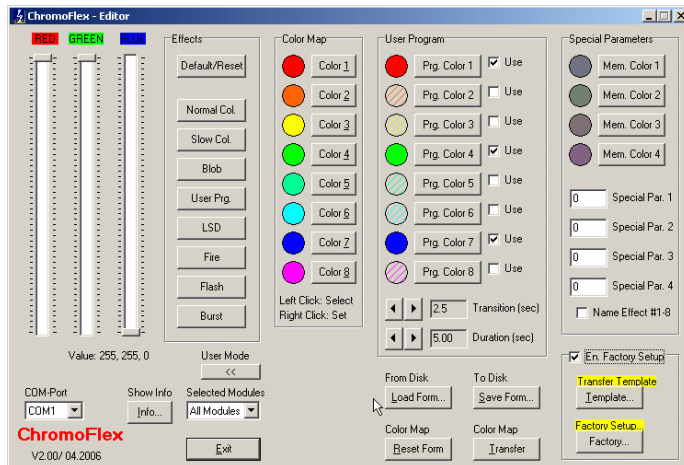 ChromoFlex - Editor
RED GREEN BLUE
Value: 255, 255, 0
COM-Port
COM1
Show Info
Info...
Selected Modules
All Modules
User Mode
<<
ChromoFlex
V2.00/ 04.2006
Exit
Effects
Default/Reset
Normal Col.
Slow Col.
Blob
User Prg.
LSD
Fire
Flash
Burst
Color Map
Color 1
Color 2
Color 3
Color 4
Color 5
Color 6
Color 7
Color 8
Left Click: Select
Right Click: Set
User Program
Prg. Color 1 Use
Prg. Color 2 Use
Prg. Color 3 Use
Prg. Color 4 Use
Prg. Color 5 Use
Prg. Color 6 Use
Prg. Color 7 Use
Prg. Color 8 Use
2.5 Transition (sec)
5.00 Duration (sec)
From Disk
Load Form...
To Disk
Save Form...
Color Map
Reset Form
Color Map
Transfer
Special Parameters
Mem. Color 1
Mem. Color 2
Mem. Color 3
Mem. Color 4
0 Special Par. 1
0 Special Par. 2
0 Special Par. 3
0 Special Par. 4
Name Effect #1-8
En. Factory Setup
Transfer Template
Template...
Factory Setup...
Factory...